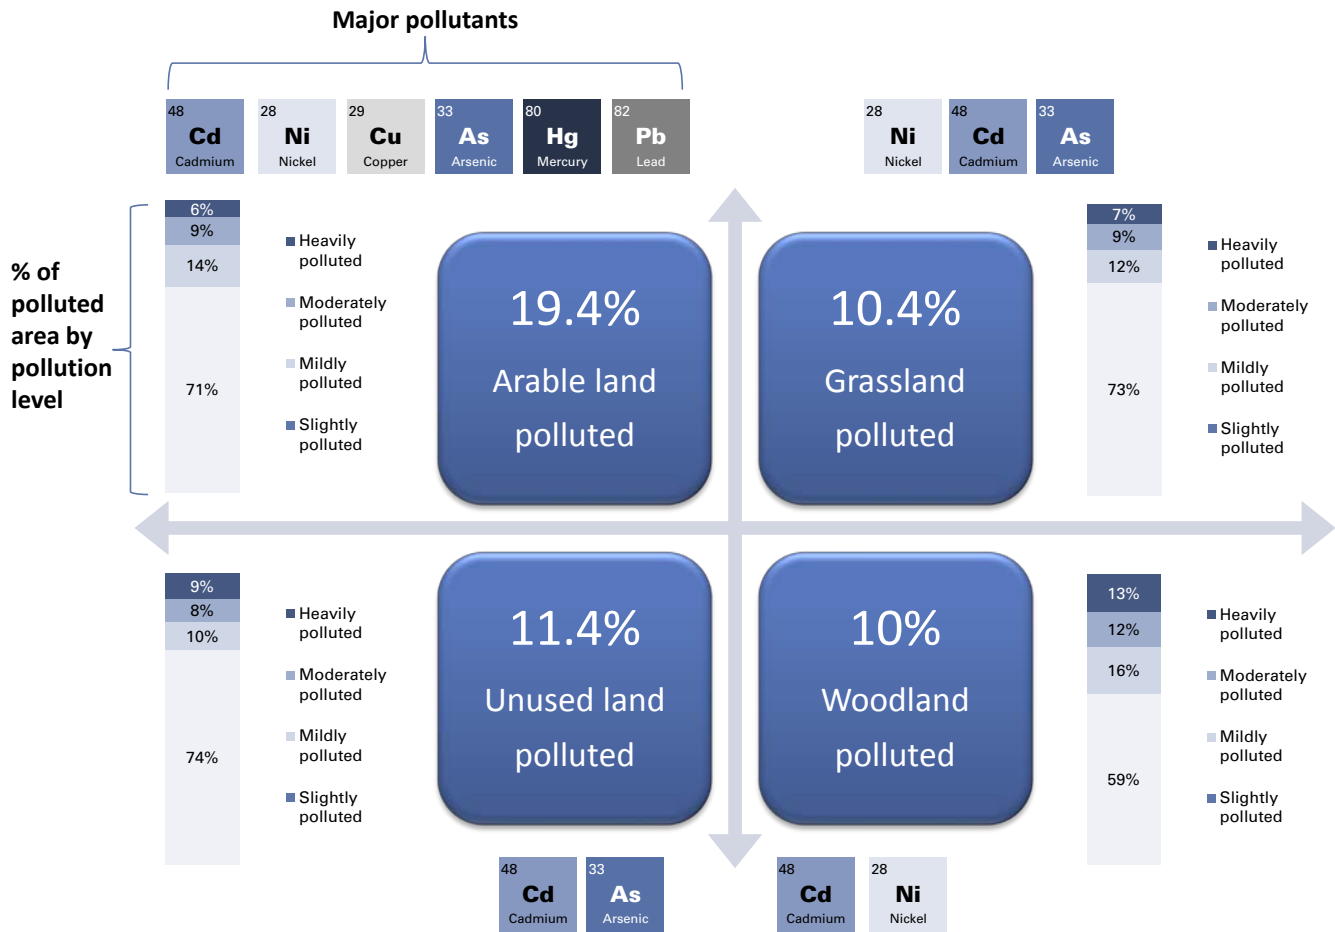 Major pollutants
48
Cd
Cadmium
28
Ni
Nickel
29
Cu
Copper
33
As
Arsenic
80
Hg
Mercury
82
Pb
Lead
28
Ni
Nickel
48
Cd
Cadmium
33
As
Arsenic
% of
polluted
area by
pollution
level
6%
9%
14%
71%
Heavily
polluted
Moderately
polluted
Mildly
polluted
Slightly
polluted
19.4%
Arable land
polluted
10.4%
Grassland
polluted
7%
9%
12%
73%
Heavily
polluted
Moderately
polluted
Mildly
polluted
Slightly
polluted
9%
8%
10%
74%
Heavily
polluted
Moderately
polluted
Mildly
polluted
Slightly
polluted
11.4%
Unused land
polluted
10%
Woodland
polluted
13%
12%
16%
59%
Heavily
polluted
Moderately
polluted
Mildly
polluted
Slightly
polluted
48
Cd
Cadmium
33
As
Arsenic
48
Cd
Cadmium
28
Ni
Nickel